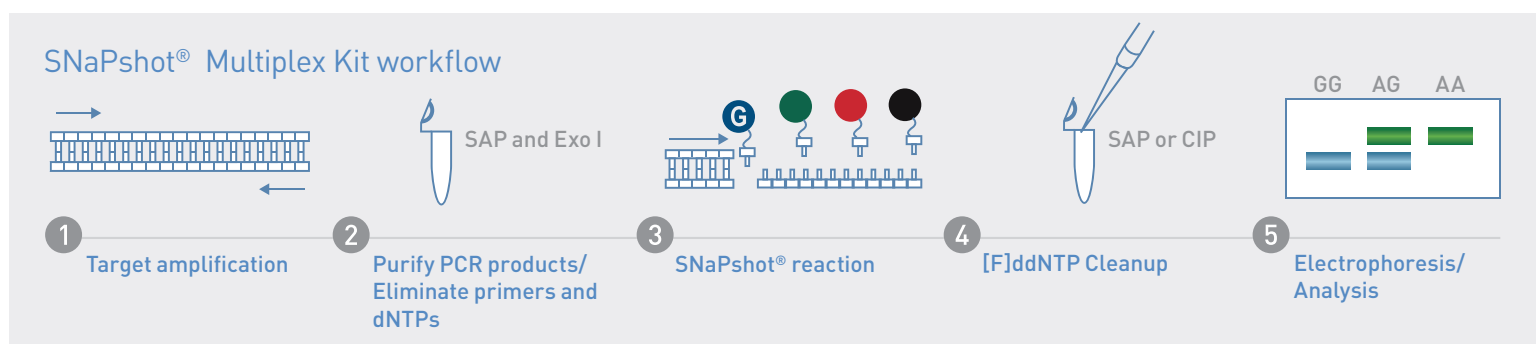 SNaPshot® Multiplex Kit workflow
SAP and Exo I
G
SAP or CIP
GG AG AA
1
Target amplification
2
Purify PCR products/
Eliminate primers and
dNTPs
3
SNaPshot® reaction
4
[F]ddNTP Cleanup
5
Electrophoresis/
Analysis